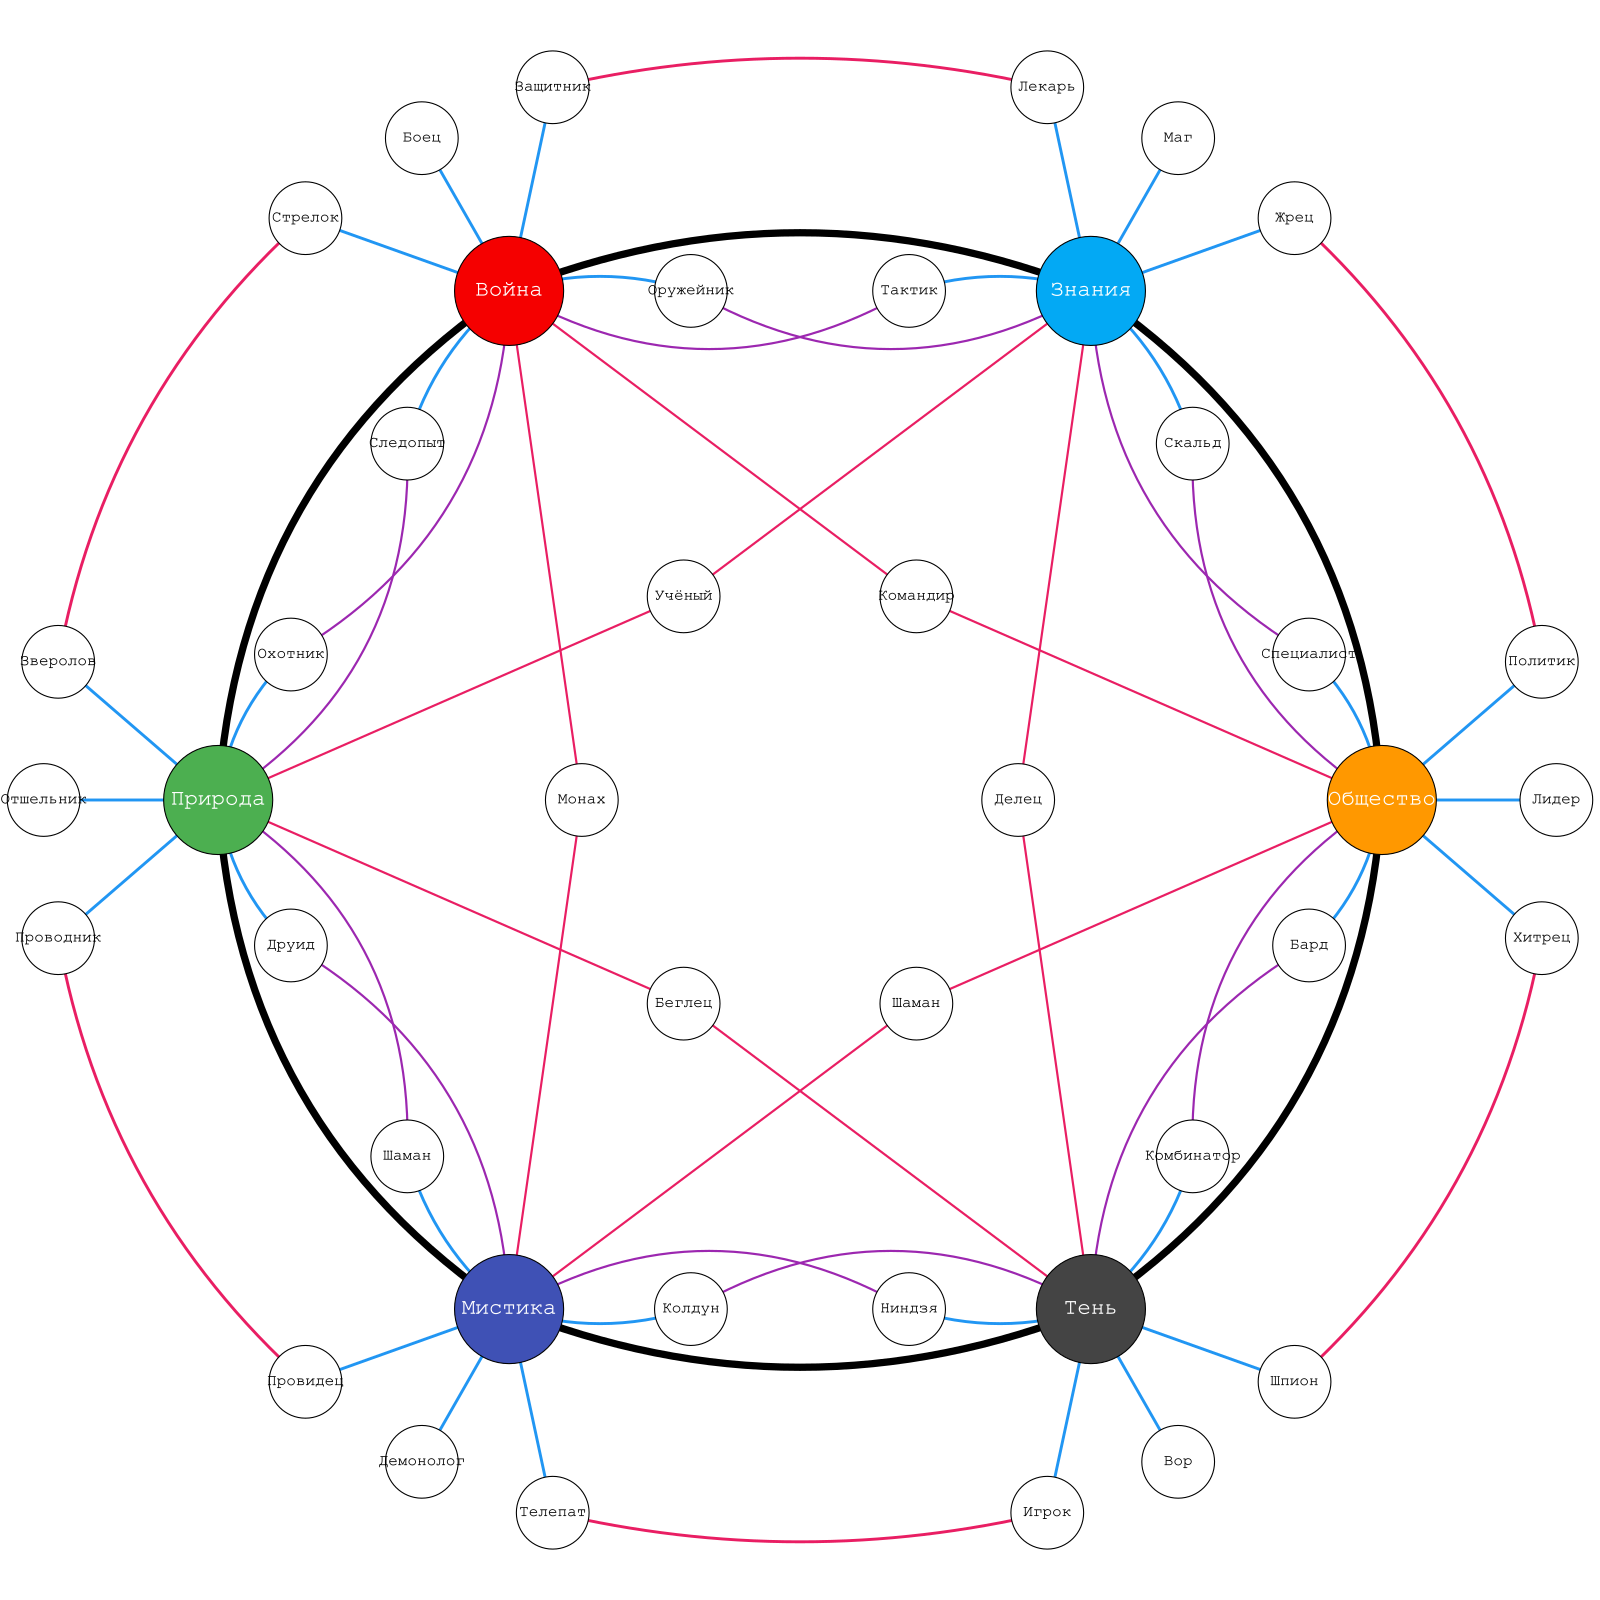 Защитник
Лекарь
Боец
Маг
Стрелок
Жрец
Война
Оружейник
Тактик
Знания
Следопыт
Скальд
Учёный
Командир
Зверолов
Охотник
Специалист
Политик
Отшельник
Природа
Монах
Делец
Общество
Лидер
Проводник
Друид
Бард
Хитрец
Беглец
Шаман
Шаман
Комбинатор
Мистика
Колдун
Ниндзя
Тень
Провидец
Шпион
Демонолог
Вор
Телепат
Игрок